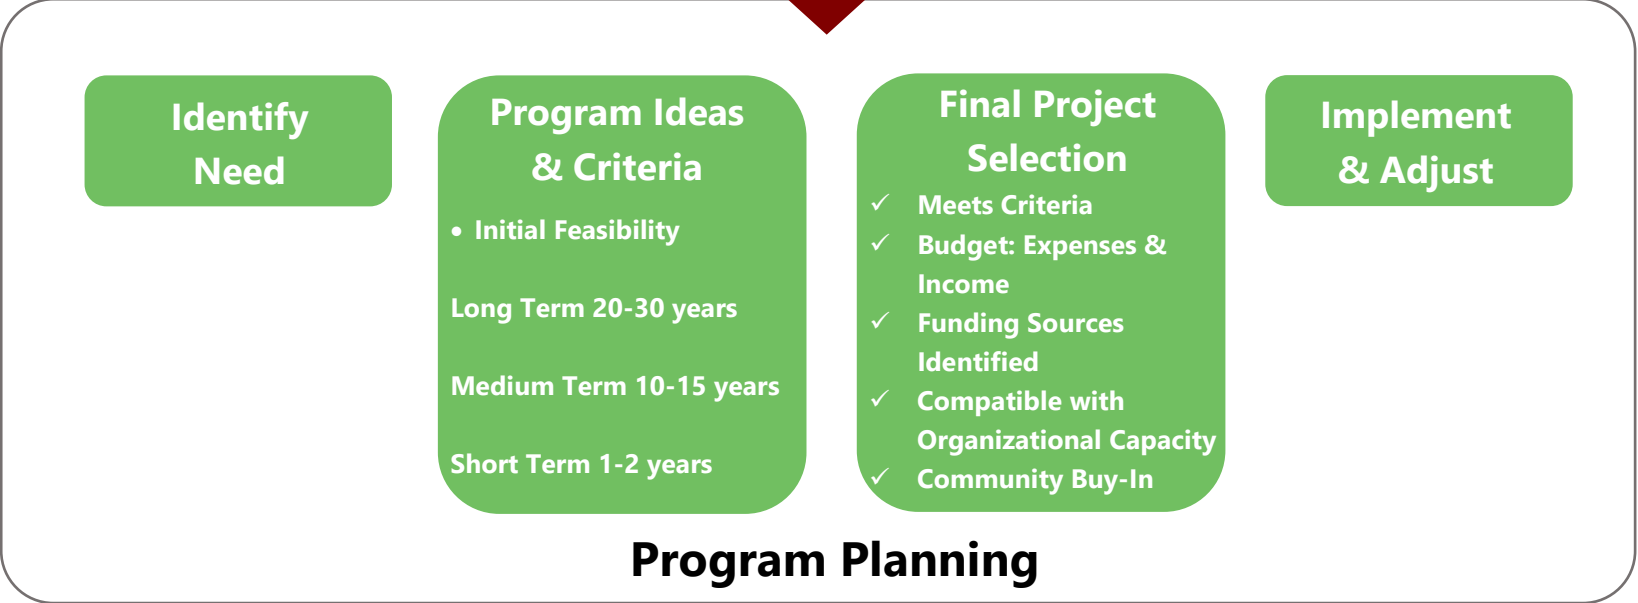 Identify
Need
Program Ideas
& Criteria
• Initial Feasibility
Long Term 20-30 years
Medium Term 10-15 years
Short Term 1-2 years
Final Project
Selection
✓ Meets Criteria
✓ Budget: Expenses &
Income
✓ Funding Sources
Identified
✓ Compatible with
Organizational Capacity
✓ Community Buy-In
Implement
& Adjust
Program Planning